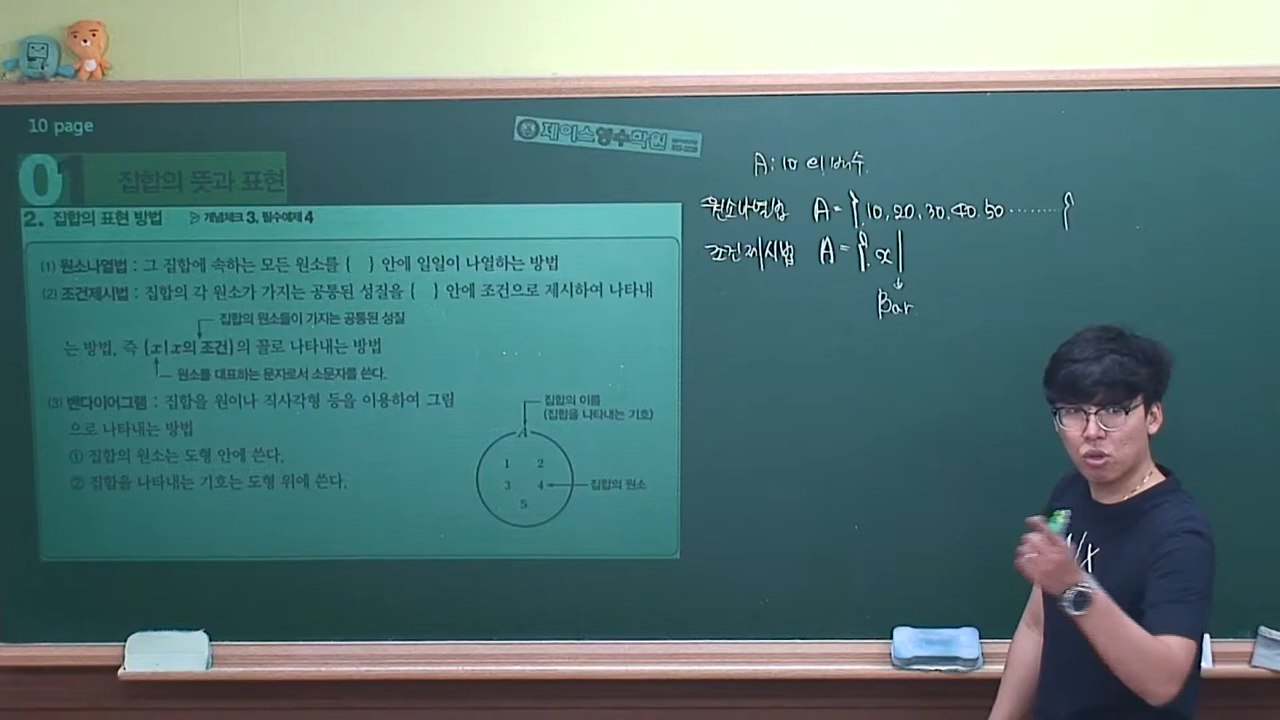 10 page
제이스영수학원
01 집합의 뜻과 표현
2. 집합의 표현 방법 ▷ 개념체크 3, 필수예제 4
(1) 원소나열법 : 그 집합에 속하는 모든 원소를 { } 안에 일일이 나열하는 방법
(2) 조건제시법 : 집합의 각 원소가 가지는 공통된 성질을 { } 안에 조건으로 제시하여 나타내
집합의 원소들이 가지는 공통된 성질
는 방법, 즉 {x|x의 조건}의 꼴로 나타내는 방법
원소를 대표하는 문자로서 소문자를 쓴다.
(3) 벤다이어그램 : 집합을 원이나 직사각형 등을 이용하여 그림
으로 나타내는 방법
① 집합의 원소는 도형 안에 쓴다.
② 집합을 나타내는 기호는 도형 위에 쓴다.
집합의 이름
(집합을 나타내는 기호)
A
1 2
3 4
집합의 원소
5
A : 10의 배수.
원소나열법 A = { 10, 20, 30, 40, 50 ········ }
조건제시법 A = { x |
Bar